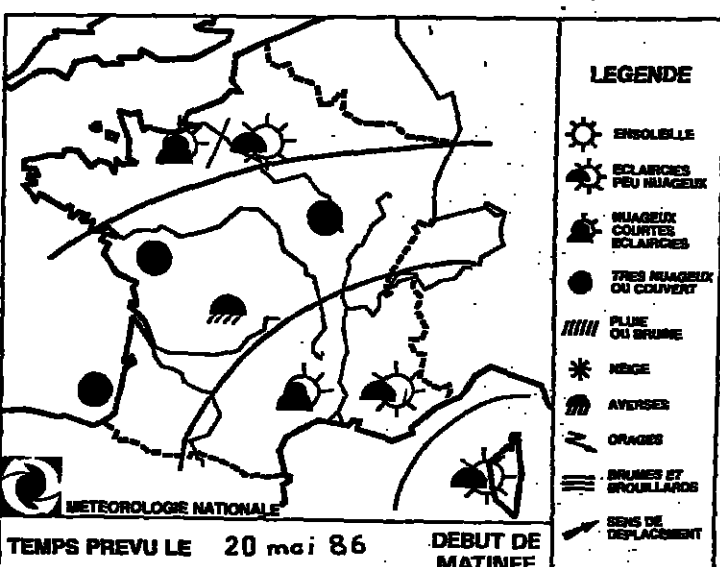 LEGENDE
ENSOLEILLE
ECLAIRCIES
PEU NUAGEUX
NUAGEUX
COURTES
ECLAIRCIES
TRES NUAGEUX
OU COUVERT
PLUIE
OU BRUINE
NEIGE
AVERSES
ORAGES
BRUMES ET
BROUILLARDS
SENS DE
DEPLACEMENT
METEOROLOGIE NATIONALE
TEMPS PREVU LE 20 mai 86 DEBUT DE
MATINEE